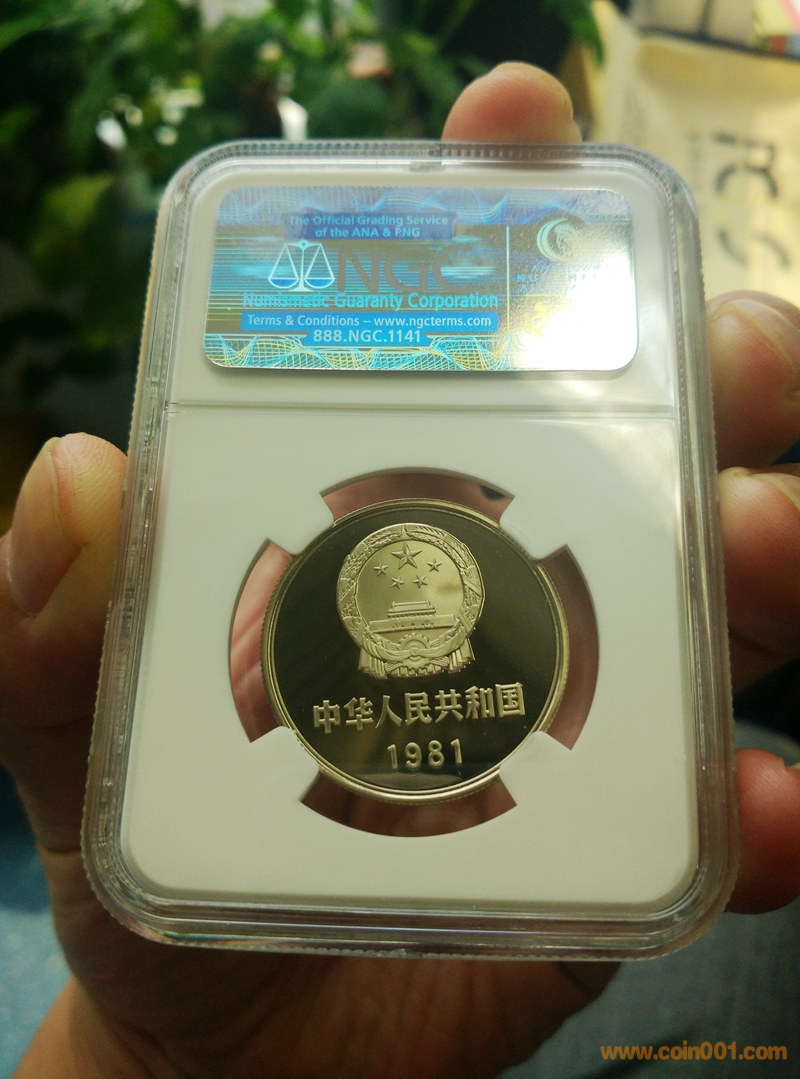 The Official Grading Service
of the ANA & PNG
NGC
Numismatic Guaranty Corporation
Terms & Conditions – www.ngcterms.com
888.NGC.1141
中华人民共和国
1981
www.coin001.com